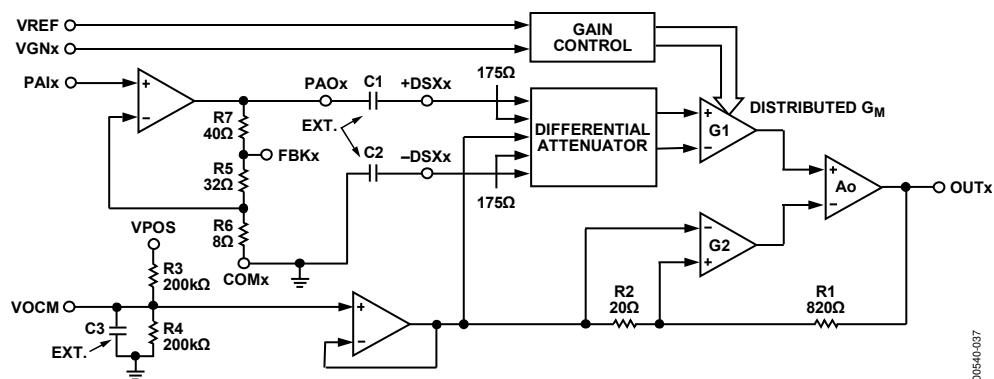 VREF
VGNx
PAIx
GAIN
CONTROL
PAOx
C1
+DSXx
175Ω
DISTRIBUTED GM
+
–
R7
40Ω
EXT.
DIFFERENTIAL
ATTENUATOR
+
G1
–
FBKx
C2
–DSXx
R5
32Ω
175Ω
+
Ao
–
OUTx
VPOS
R6
8Ω
–
G2
+
R3
200kΩ
COMx
VOCM
C3
R4
200kΩ
EXT.
+
–
R2
20Ω
R1
820Ω
00540-037